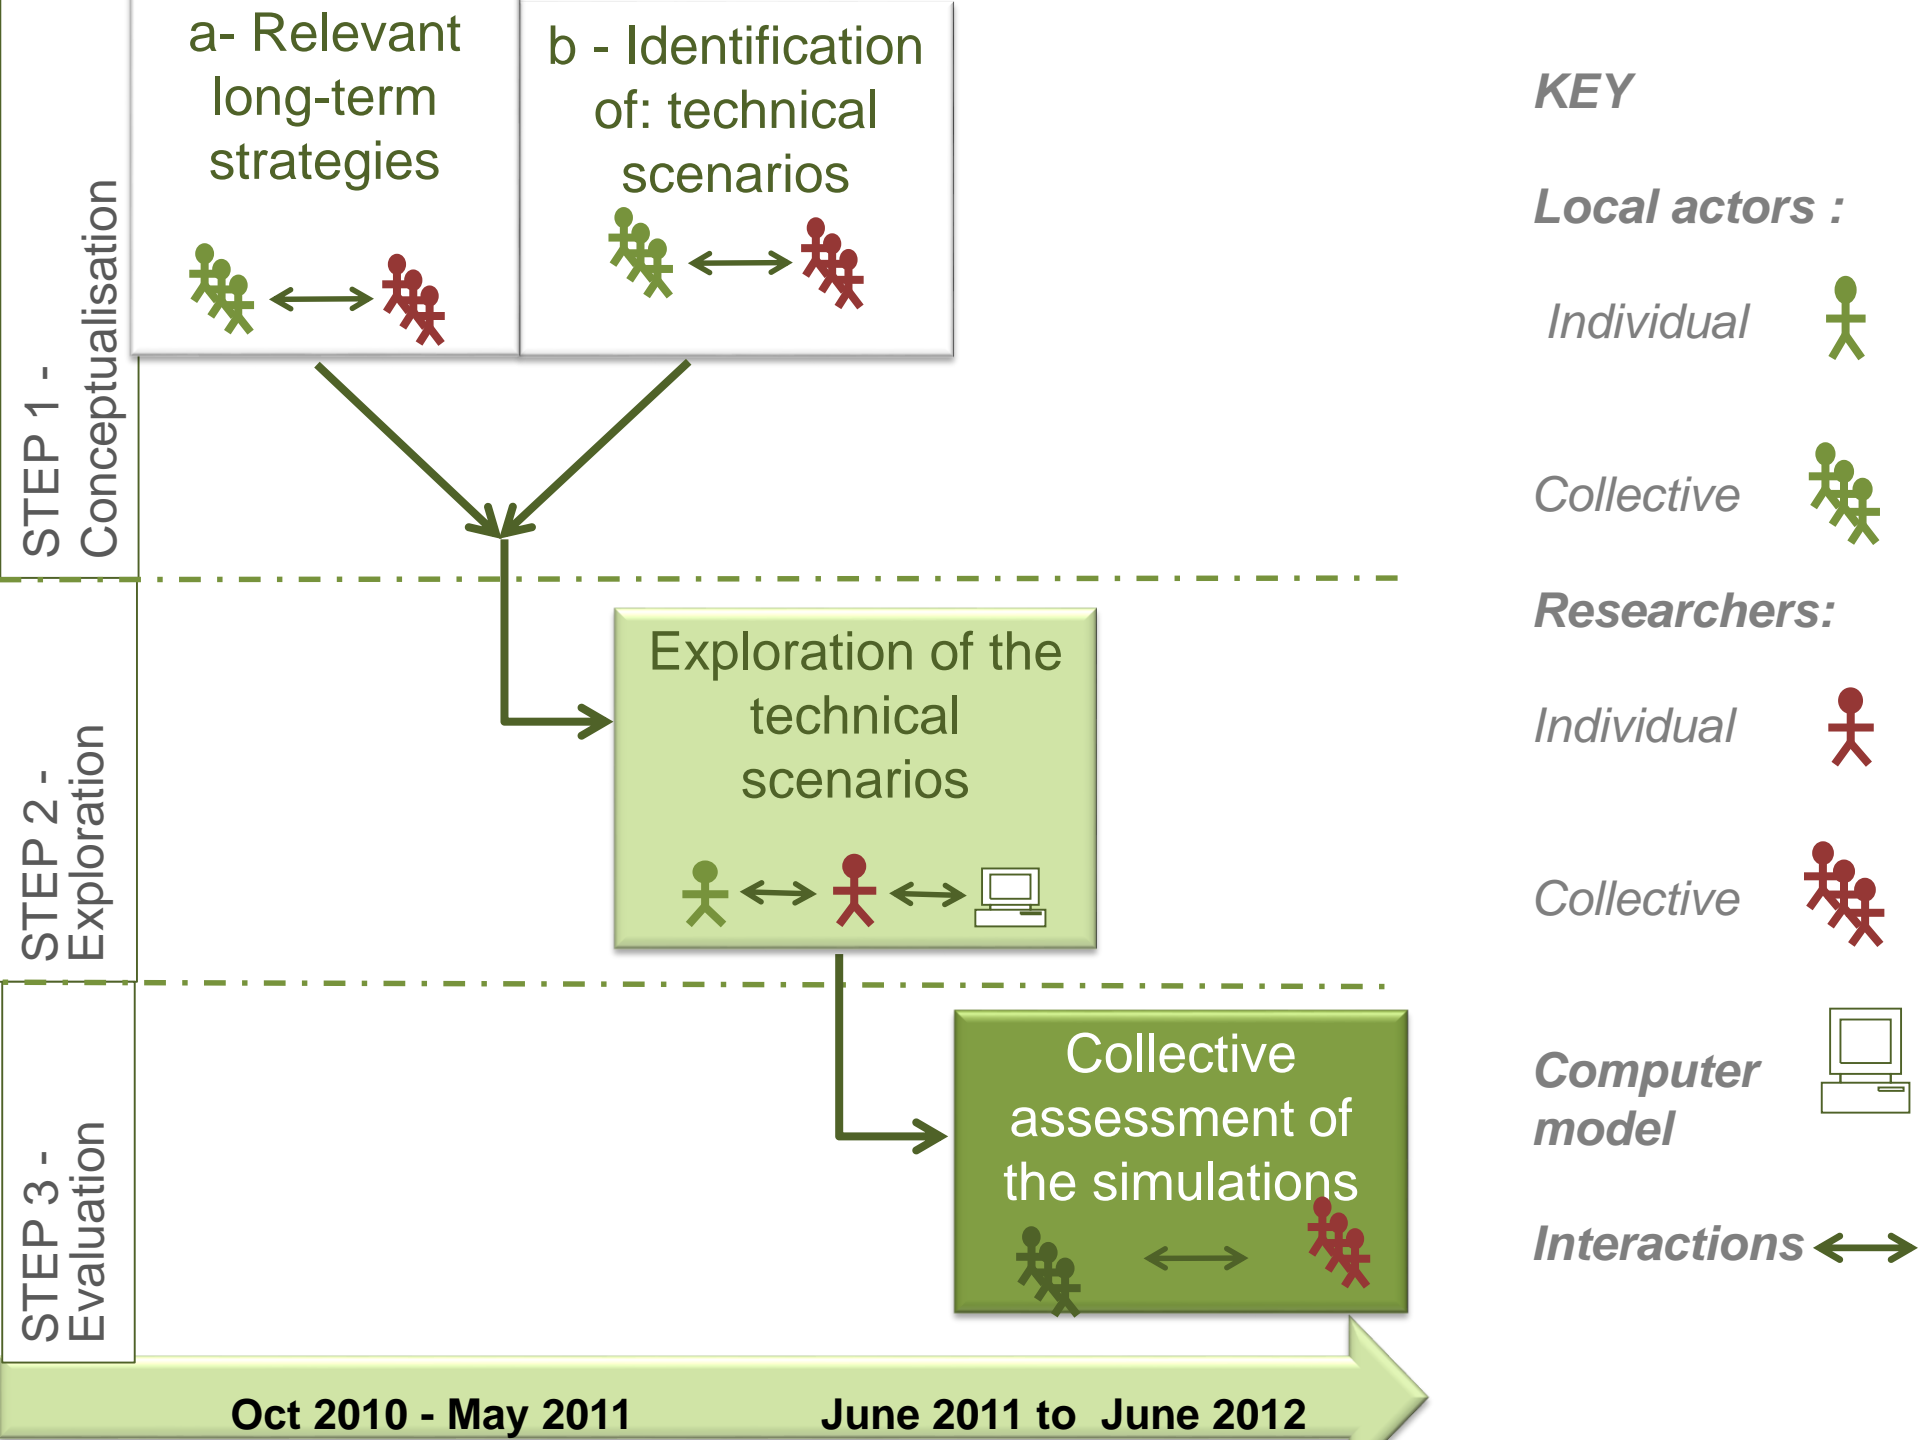 a- Relevant
long-term
strategies
b - Identification
of: technical
scenarios
STEP 1 -
Conceptualisation
Exploration of the
technical
scenarios
STEP 2 -
Exploration
Collective
assessment of
the simulations
STEP 3 -
Evaluation
Oct 2010 - May 2011
June 2011 to June 2012
KEY
Local actors :
Individual
Collective
Researchers:
Individual
Collective
Computer
model
Interactions